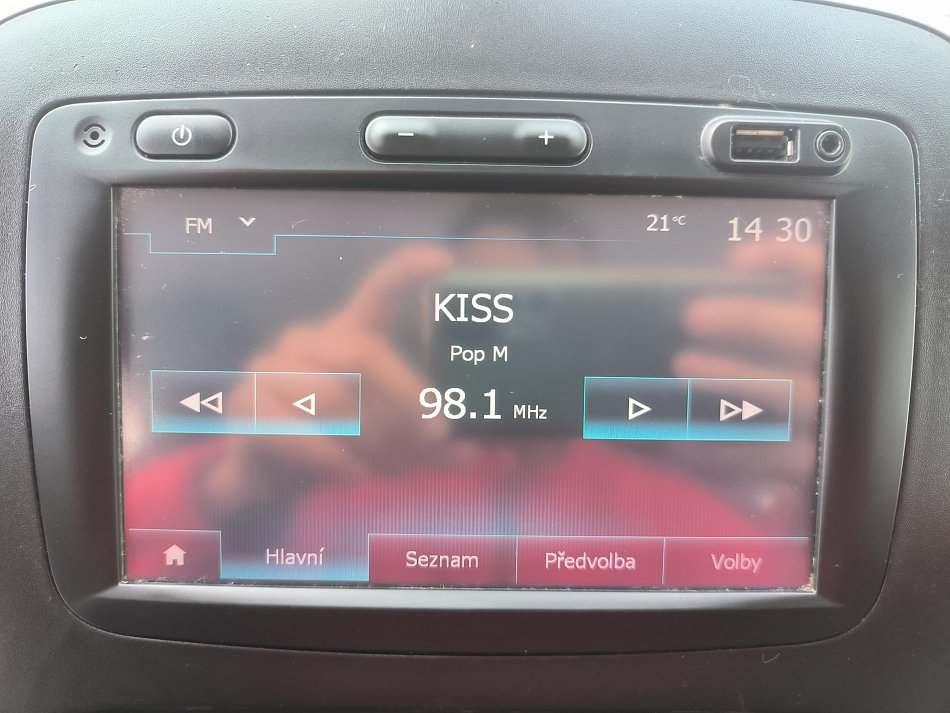 FM
21°C
14 30
KISS
Pop M
98.1 MHz
Hlavní
Seznam
Předvolba
Volby